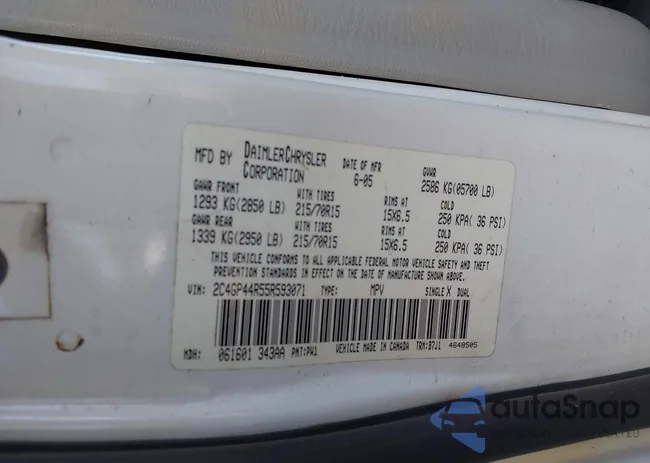 MFD BY DAIMLERCHRYSLER CORPORATION DATE OF MFR 6-05 GVWR 2586 KG(05700 LB)
GAWR FRONT WITH TIRES RIMS AT COLD
1293 KG(2850 LB) 215/70R15 15X6.5 250 KPA( 36 PSI)
GAWR REAR WITH TIRES RIMS AT COLD
1339 KG(2950 LB) 215/70R15 15X6.5 250 KPA( 36 PSI)
THIS VEHICLE CONFORMS TO ALL APPLICABLE FEDERAL MOTOR VEHICLE SAFETY AND THEFT
PREVENTION STANDARDS IN EFFECT ON THE DATE OF MANUFACTURE SHOWN ABOVE.
VIN: 2C4GP44R55R593071 TYPE: MPV SINGLE X DUAL
MDH: 061601 343AA PNT:PW1 VEHICLE MADE IN CANADA TRM:B7J1 4648505
autoSnap